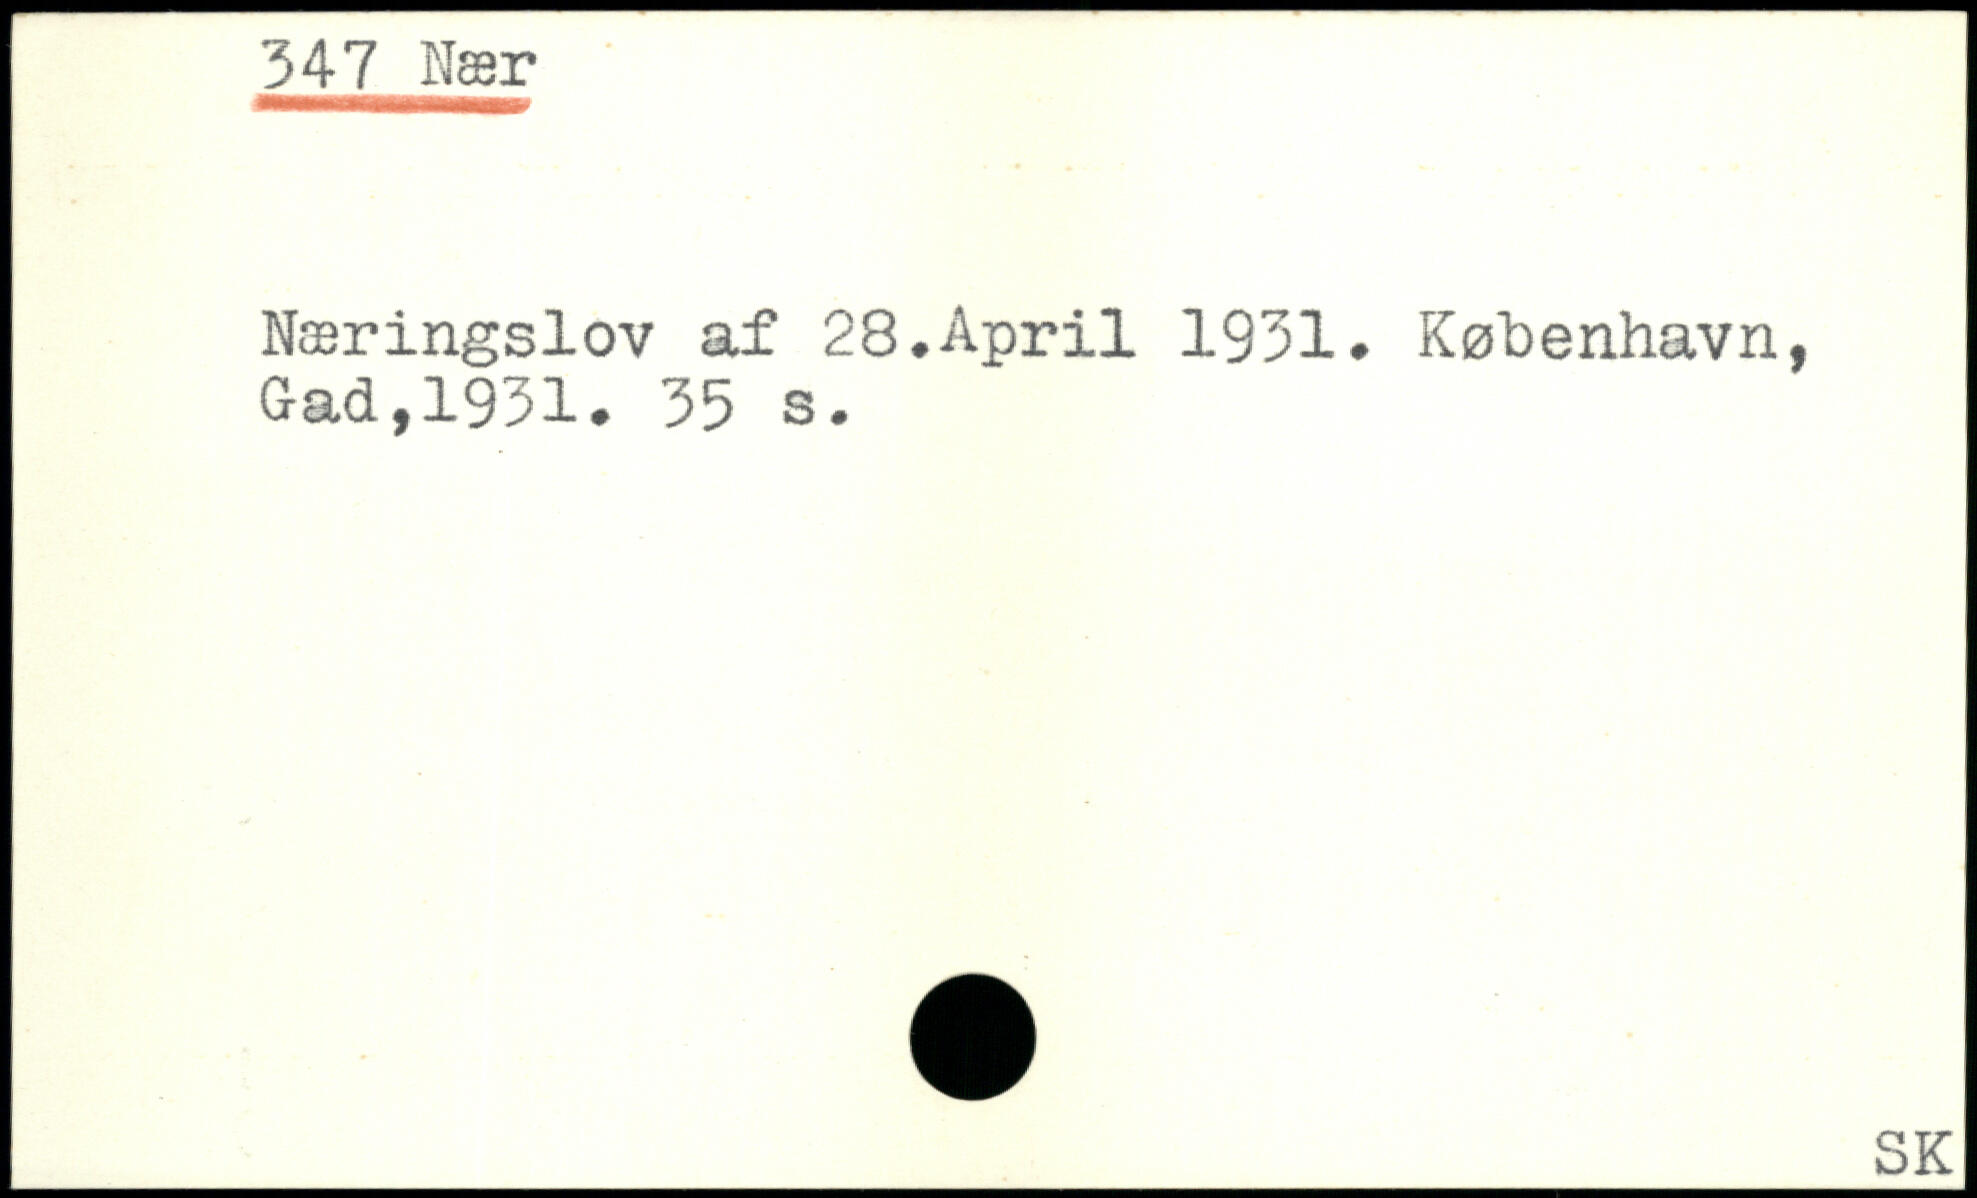 347 Nær
Næringslov af 28.April 1931. København,
Gad,1931. 35 s.
SK